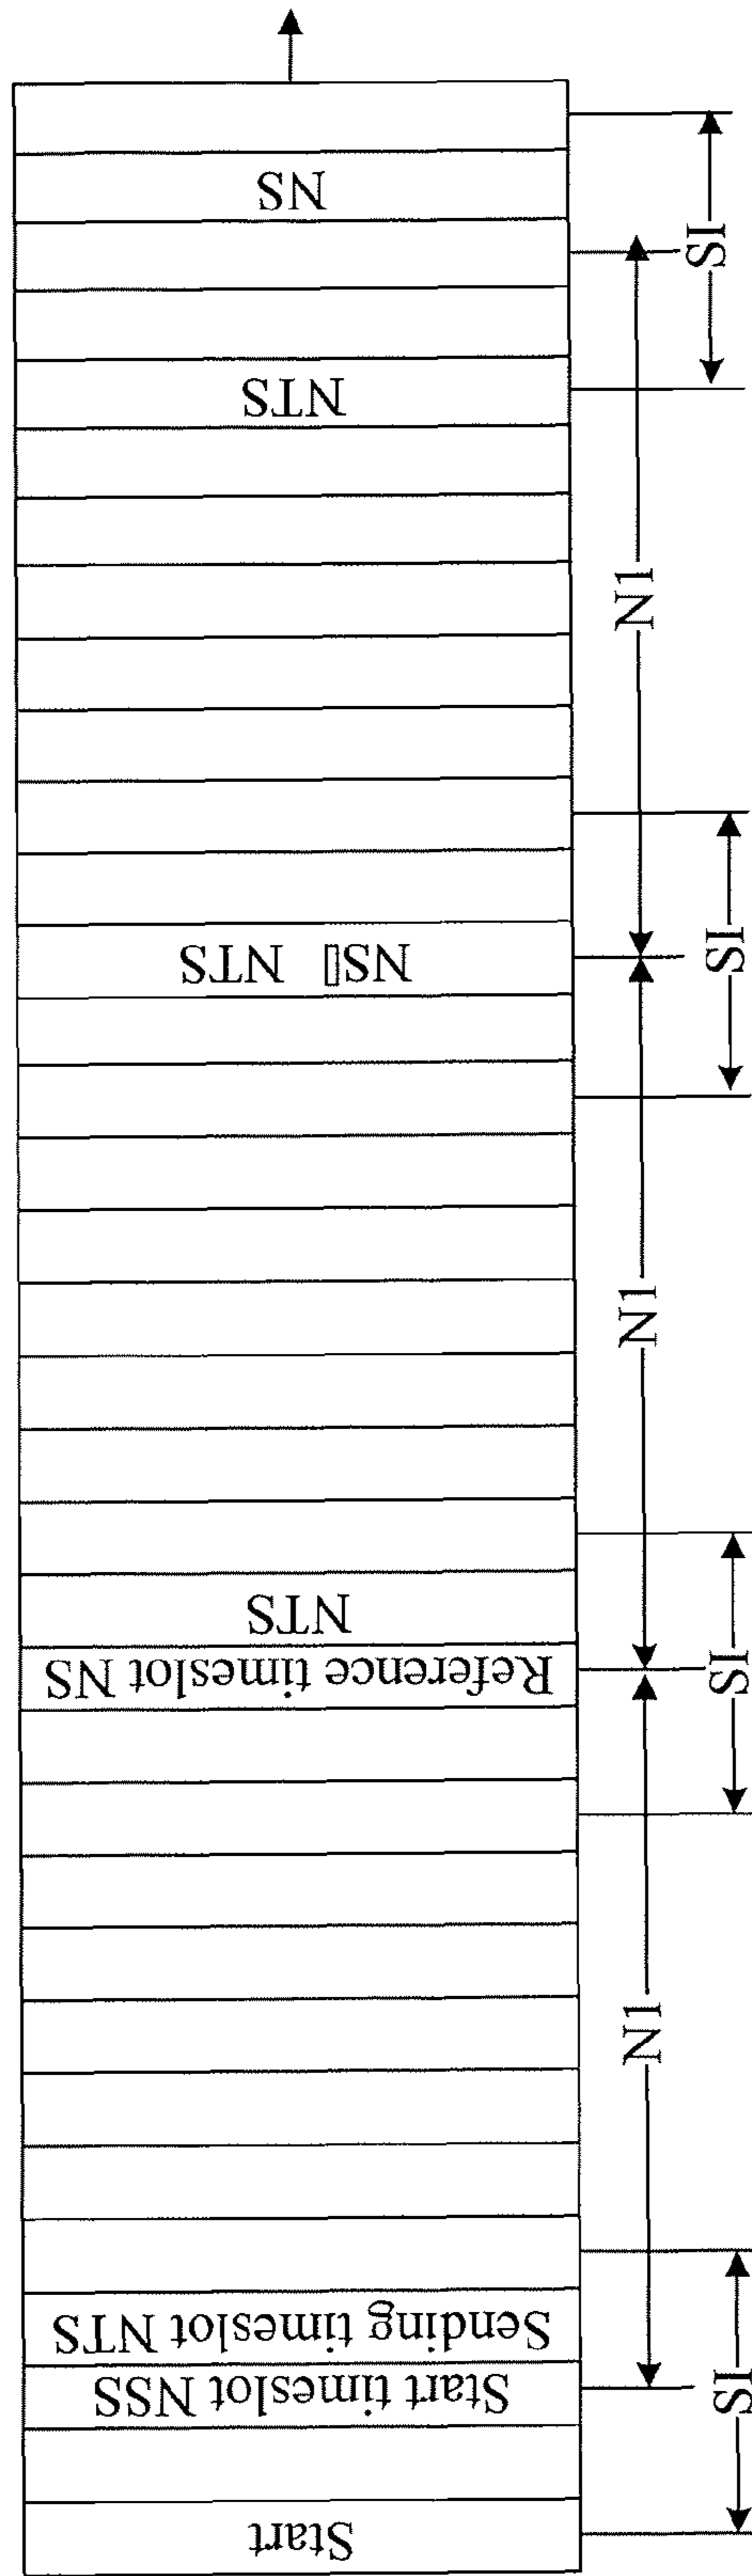 Start
Start timeslot NSS
SI
Sending timeslot NTS
N1
Reference timeslot NS
SI
NTS
N1
NS▯ NTS
SI
N1
NTS
SI
NS